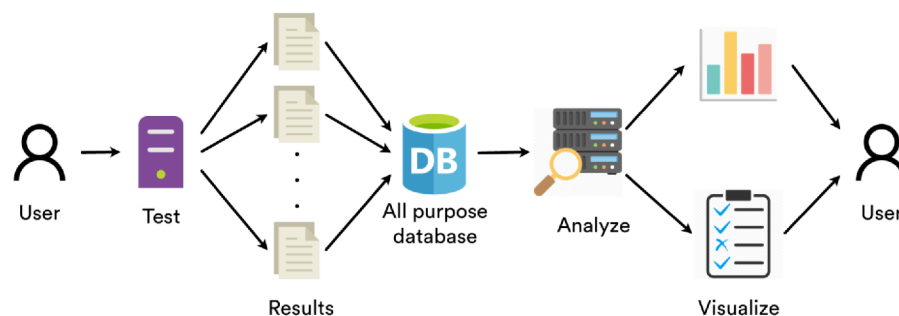 User
Test
Results
DB
All purpose
database
Analyze
Visualize
User